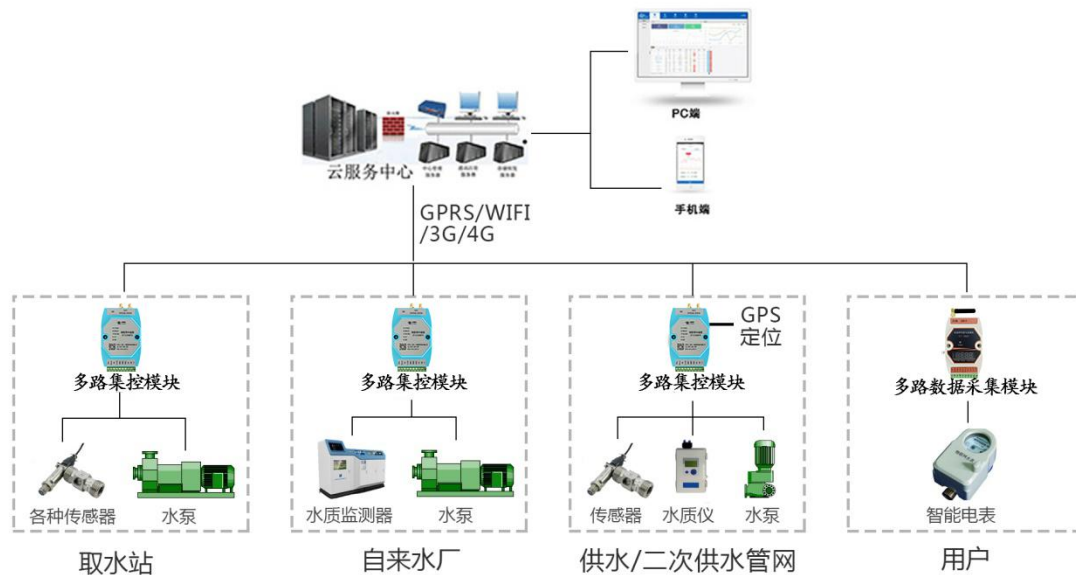 PC端
云服务中心
手机端
GPRS/WIFI
/3G/4G
GPS
定位
多路集控模块
多路集控模块
多路集控模块
多路数据采集模块
各种传感器
水泵
水质监测器
水泵
传感器
水质仪
水泵
智能电表
取水站
自来水厂
供水/二次供水管网
用户